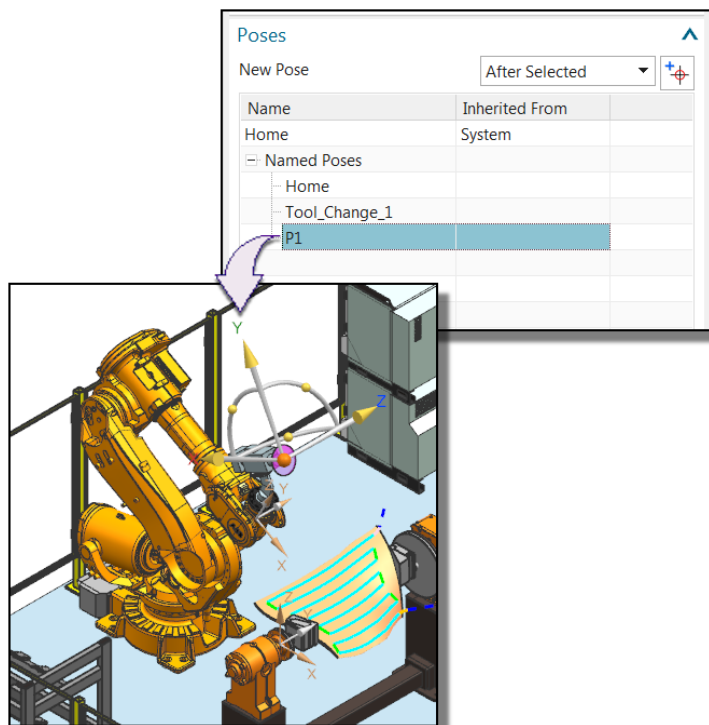 Poses
New Pose After Selected
Name Inherited From
Home System
Named Poses
Home
Tool_Change_1
P1
Y
Z
X
Y
X
Z
Y
X